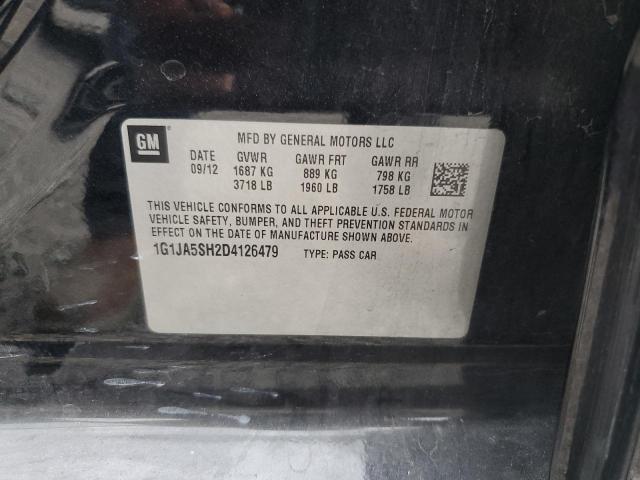 GM
MFD BY GENERAL MOTORS LLC
DATE GVWR GAWR FRT GAWR RR
09/12 1687 KG 889 KG 798 KG
3718 LB 1960 LB 1758 LB
THIS VEHICLE CONFORMS TO ALL APPLICABLE U.S. FEDERAL MOTOR
VEHICLE SAFETY, BUMPER, AND THEFT PREVENTION STANDARDS IN
EFFECT ON THE DATE OF MANUFACTURE SHOWN ABOVE.
1G1JA5SH2D4126479 TYPE: PASS CAR